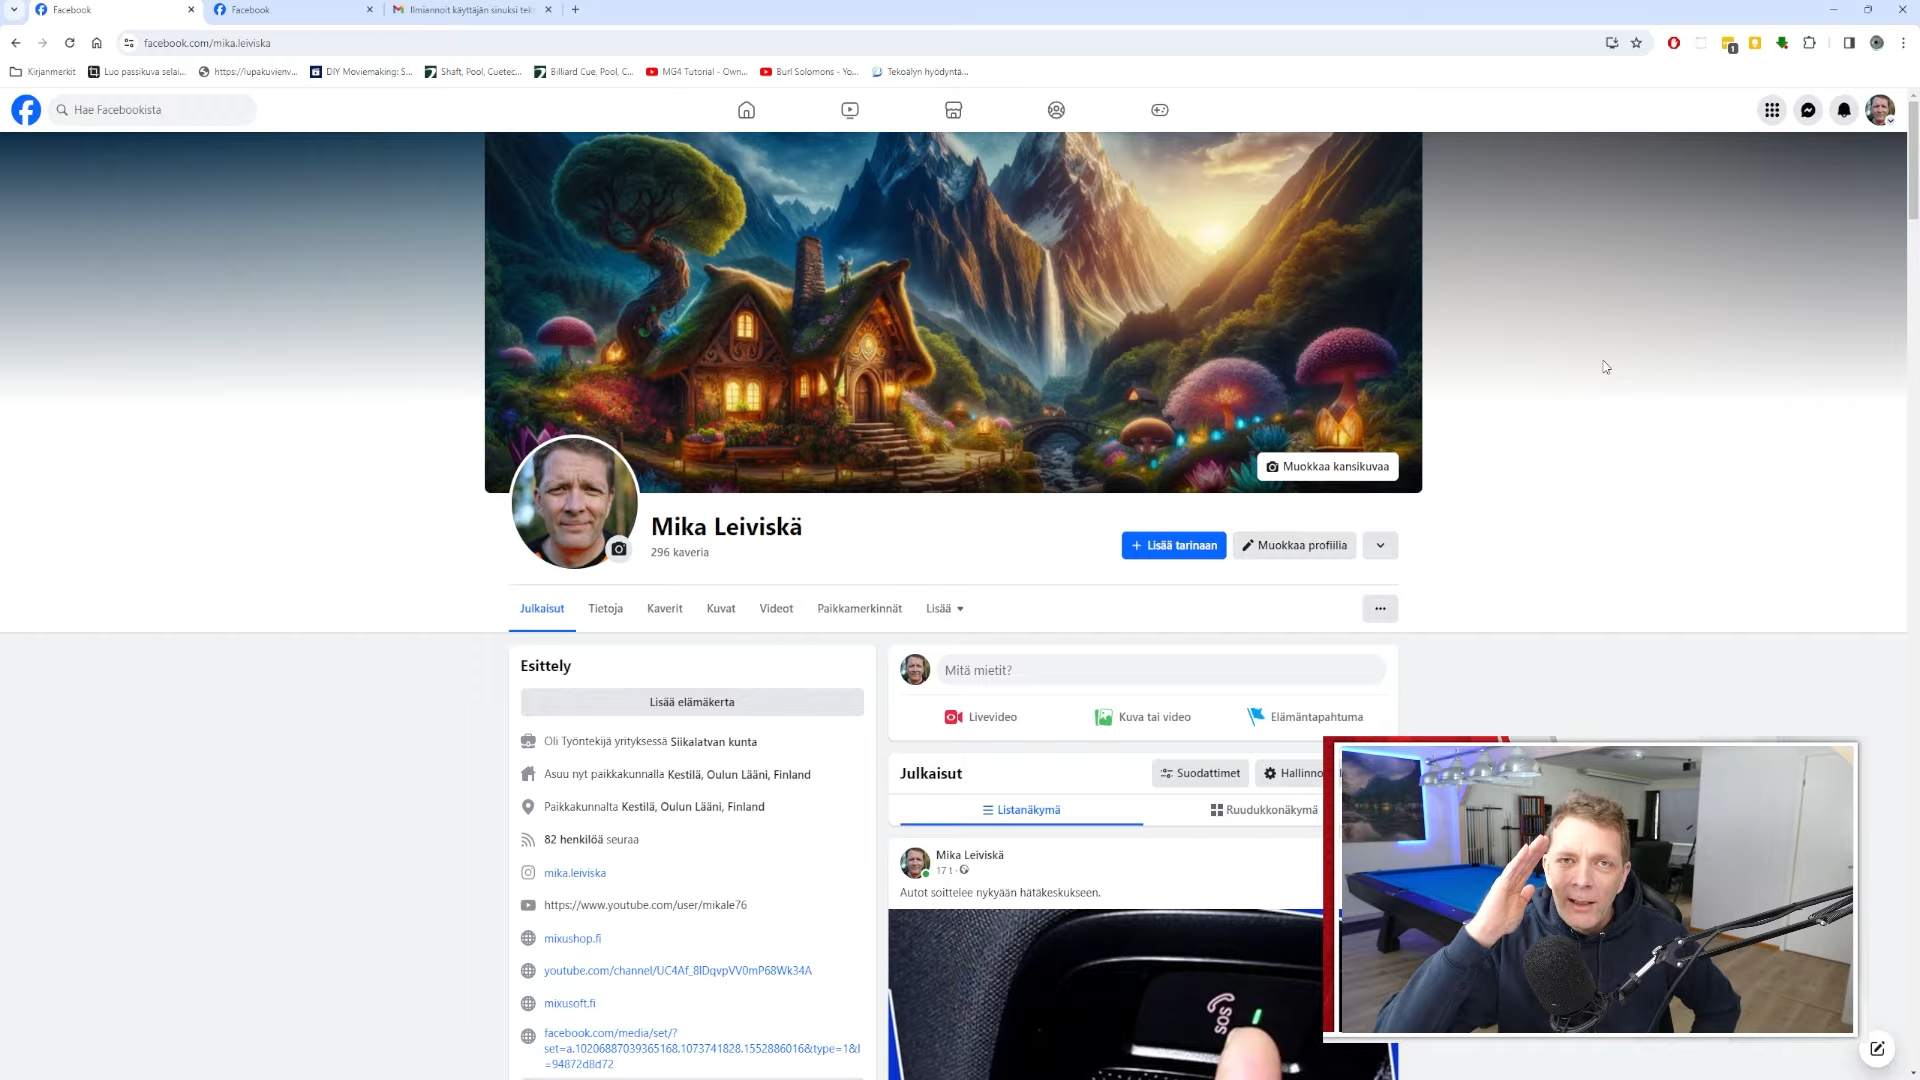 Facebook
Facebook
Ilmiannoit käyttäjän sinuksi tek
facebook.com/mika.leiviska
1
Kirjanmerkit
Luo passikuva selai...
https://lupakuvienv...
DIY Moviemaking: S...
Shaft, Pool, Cuetec...
Billiard Cue, Pool, C...
MG4 Tutorial - Own...
Burl Solomons - Yo...
Tekoälyn hyödyntä...
Hae Facebookista
Muokkaa kansikuvaa
Mika Leiviskä
296 kaveria
Lisää tarinaan
Muokkaa profiilia
Julkaisut
Tietoja
Kaverit
Kuvat
Videot
Paikkamerkinnät
Lisää
Esittely
Lisää elämäkerta
Oli Työntekijä yrityksessä Siikalatvan kunta
Asuu nyt paikkakunnalla Kestilä, Oulun Lääni, Finland
Paikkakunnalta Kestilä, Oulun Lääni, Finland
82 henkilöä seuraa
mika.leiviska
https://www.youtube.com/user/mikale76
mixushop.fi
youtube.com/channel/UC4Af_8lDqvpVV0mP68Wk34A
mixusoft.fi
facebook.com/media/set/?
set=a.10206887039365168.1073741828.1552886016&type=1&l
=94872d8d72
Mitä mietit?
Livevideo
Kuva tai video
Elämäntapahtuma
Julkaisut
Suodattimet
Hallinno
Listanäkymä
Ruudukkonäkymä
Mika Leiviskä
17 t
Autot soittelee nykyään hätäkeskukseen.
SOS